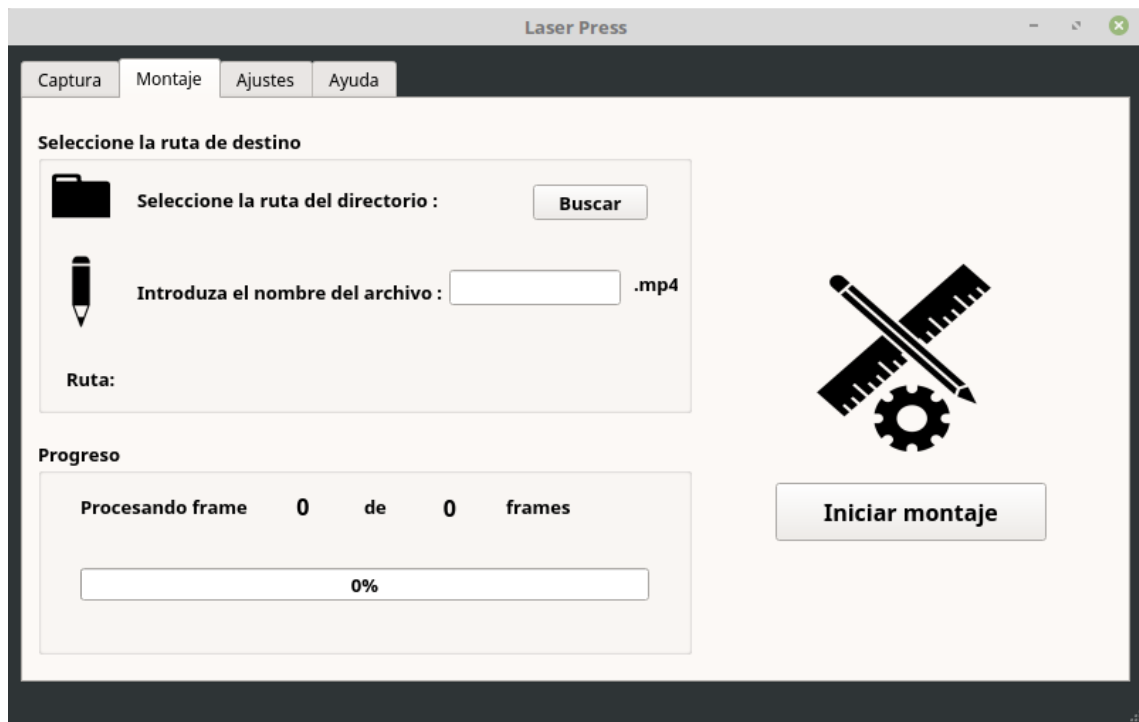 Laser Press
Captura Montaje Ajustes Ayuda
Seleccione la ruta de destino
Seleccione la ruta del directorio : Buscar
Introduza el nombre del archivo : .mp4
Ruta:
Progreso
Procesando frame 0 de 0 frames
Iniciar montaje
0%